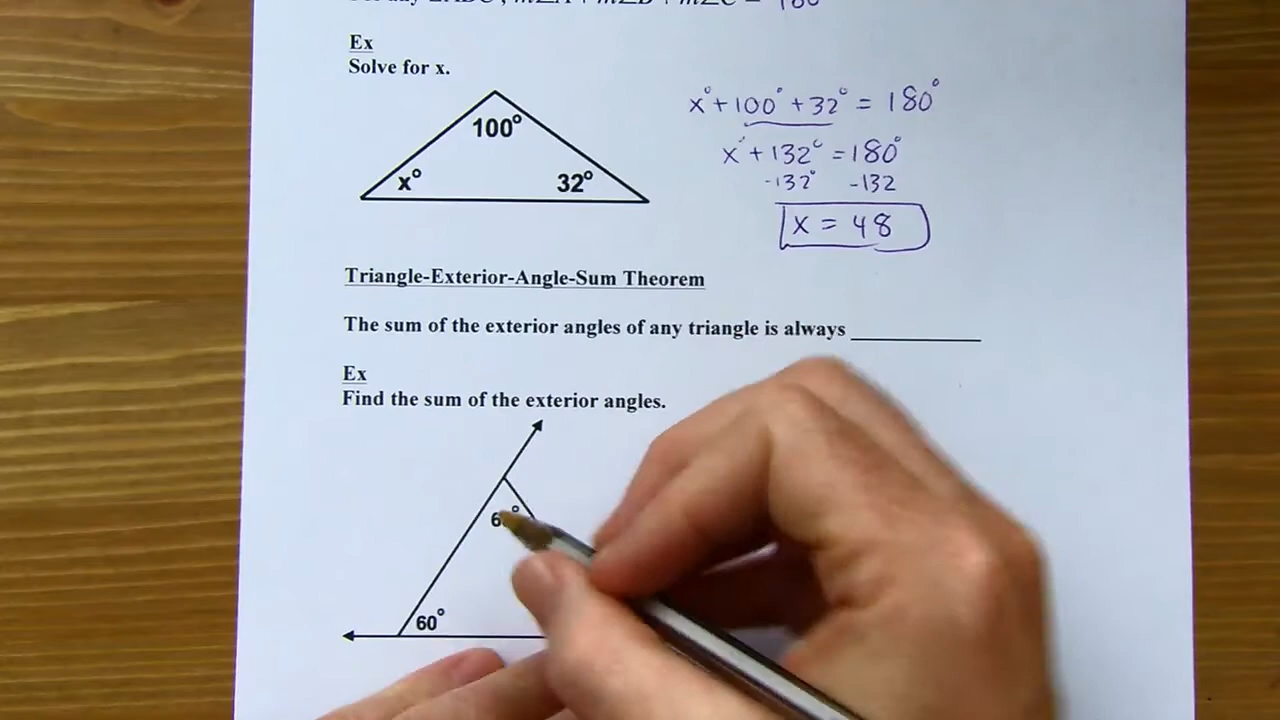 Ex
Solve for x.
100°
x°
32°
x° + 100° + 32° = 180°
x° + 132° = 180°
-132° -132
x = 48
Triangle-Exterior-Angle-Sum Theorem
The sum of the exterior angles of any triangle is always __________
Ex
Find the sum of the exterior angles.
60°